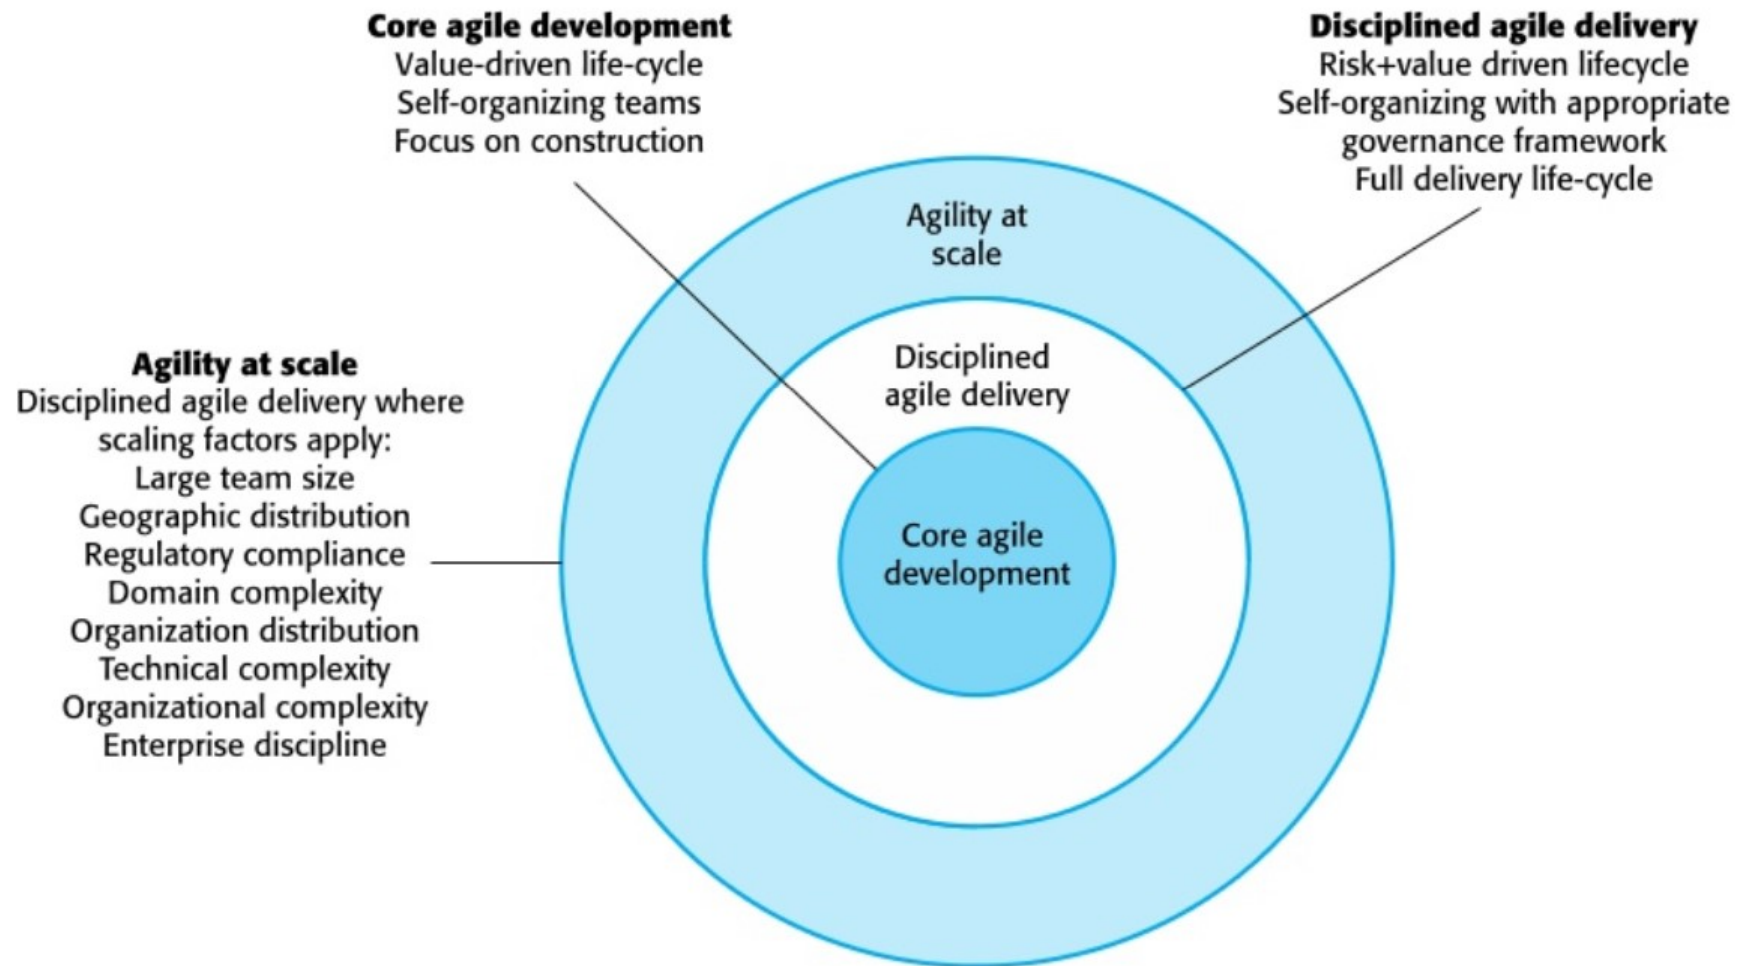 Core agile development
Value-driven life-cycle
Self-organizing teams
Focus on construction
Disciplined agile delivery
Risk+value driven lifecycle
Self-organizing with appropriate
governance framework
Full delivery life-cycle
Agility at
scale
Disciplined
agile delivery
Core agile
development
Agility at scale
Disciplined agile delivery where
scaling factors apply:
Large team size
Geographic distribution
Regulatory compliance
Domain complexity
Organization distribution
Technical complexity
Organizational complexity
Enterprise discipline